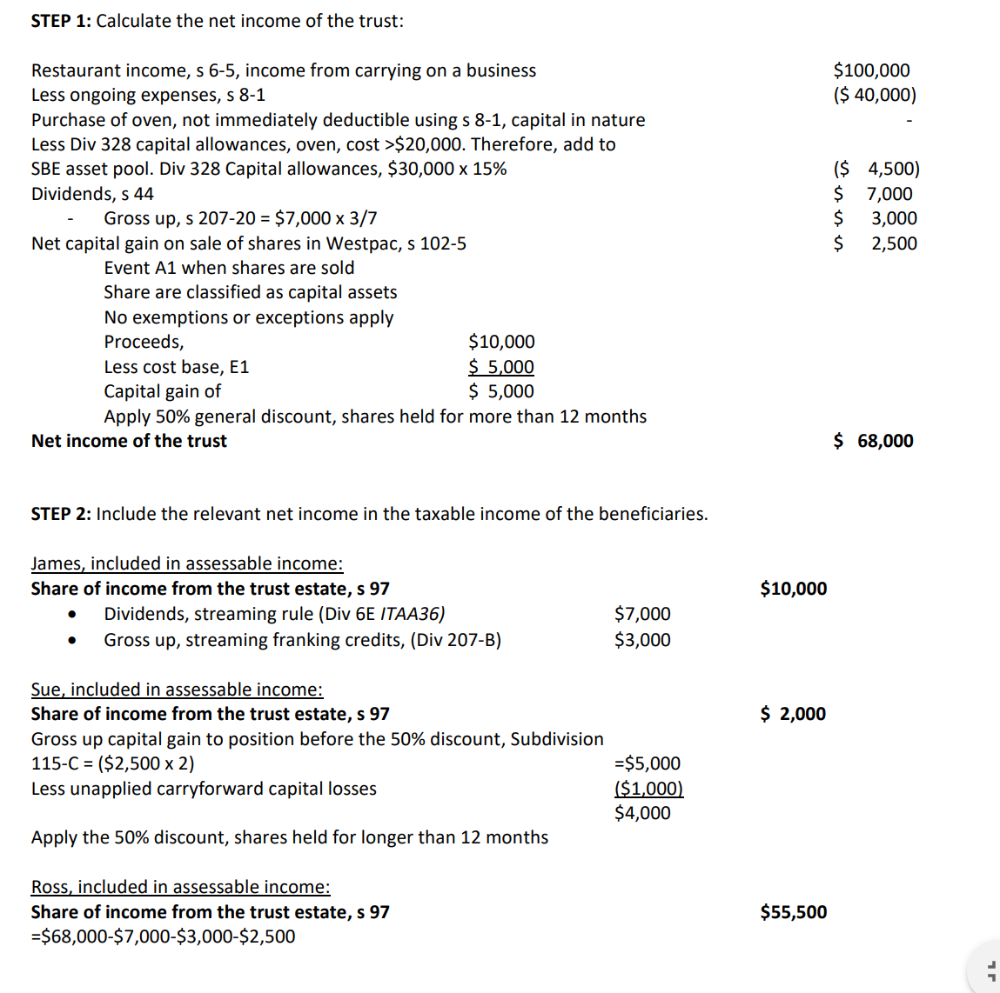 STEP 1: Calculate the net income of the trust:
Restaurant income, s 6-5, income from carrying on a business $100,000
Less ongoing expenses, s 8-1 ($ 40,000)
Purchase of oven, not immediately deductible using s 8-1, capital in nature -
Less Div 328 capital allowances, oven, cost >$20,000. Therefore, add to
SBE asset pool. Div 328 Capital allowances, $30,000 x 15% ($ 4,500)
Dividends, s 44 $ 7,000
- Gross up, s 207-20 = $7,000 x 3/7 $ 3,000
Net capital gain on sale of shares in Westpac, s 102-5 $ 2,500
Event A1 when shares are sold
Share are classified as capital assets
No exemptions or exceptions apply
Proceeds, $10,000
Less cost base, E1 $ 5,000
Capital gain of $ 5,000
Apply 50% general discount, shares held for more than 12 months
Net income of the trust $ 68,000
STEP 2: Include the relevant net income in the taxable income of the beneficiaries.
James, included in assessable income:
Share of income from the trust estate, s 97 $10,000
• Dividends, streaming rule (Div 6E ITAA36) $7,000
• Gross up, streaming franking credits, (Div 207-B) $3,000
Sue, included in assessable income:
Share of income from the trust estate, s 97 $ 2,000
Gross up capital gain to position before the 50% discount, Subdivision
115-C = ($2,500 x 2) =$5,000
Less unapplied carryforward capital losses ($1,000)
$4,000
Apply the 50% discount, shares held for longer than 12 months
Ross, included in assessable income:
Share of income from the trust estate, s 97 $55,500
=$68,000-$7,000-$3,000-$2,500